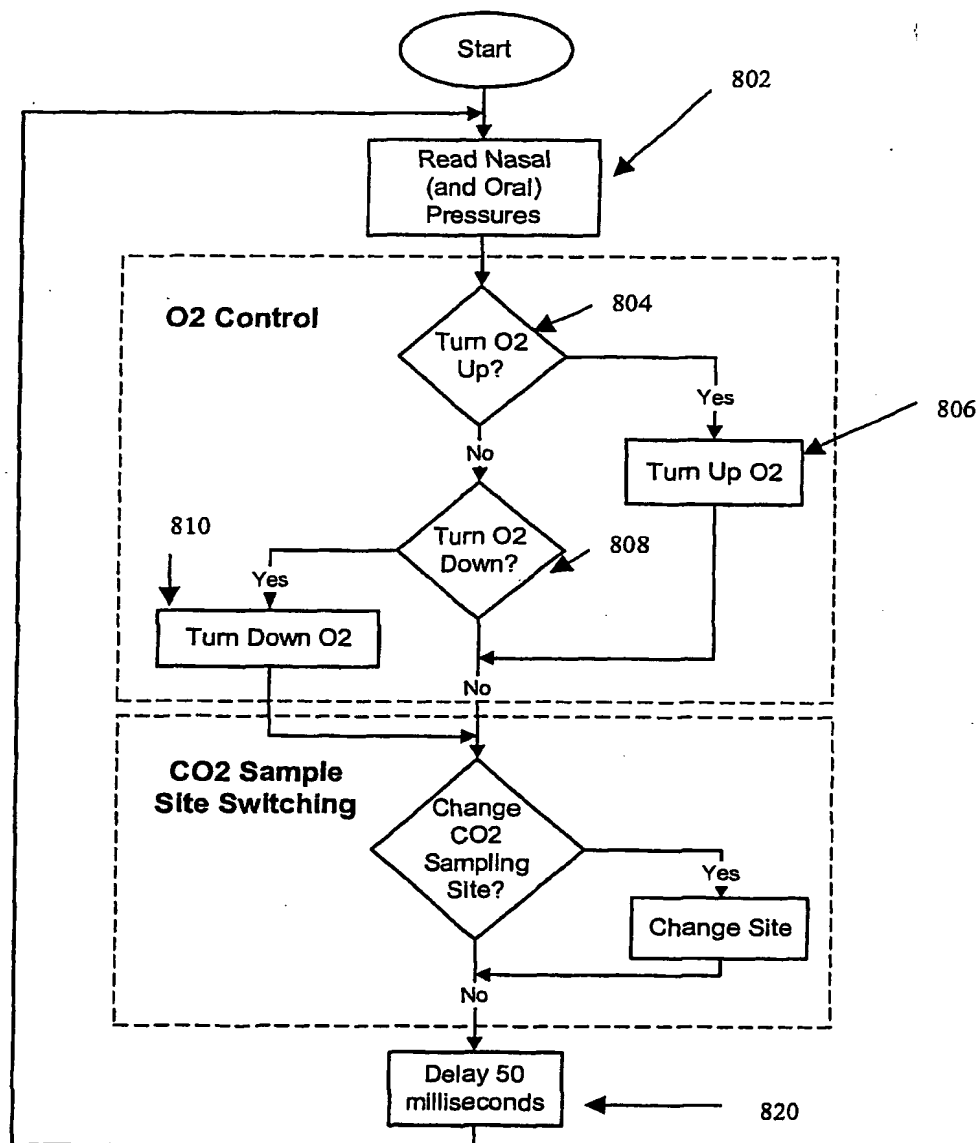 Start
802
Read Nasal
(and Oral)
Pressures
O2 Control
804
Turn O2
Up?
Yes
806
Turn Up O2
No
810
Turn O2
Down?
808
Yes
Turn Down O2
No
CO2 Sample
Site Switching
Change
CO2
Sampling
Site?
Yes
Change Site
No
Delay 50
milliseconds
820